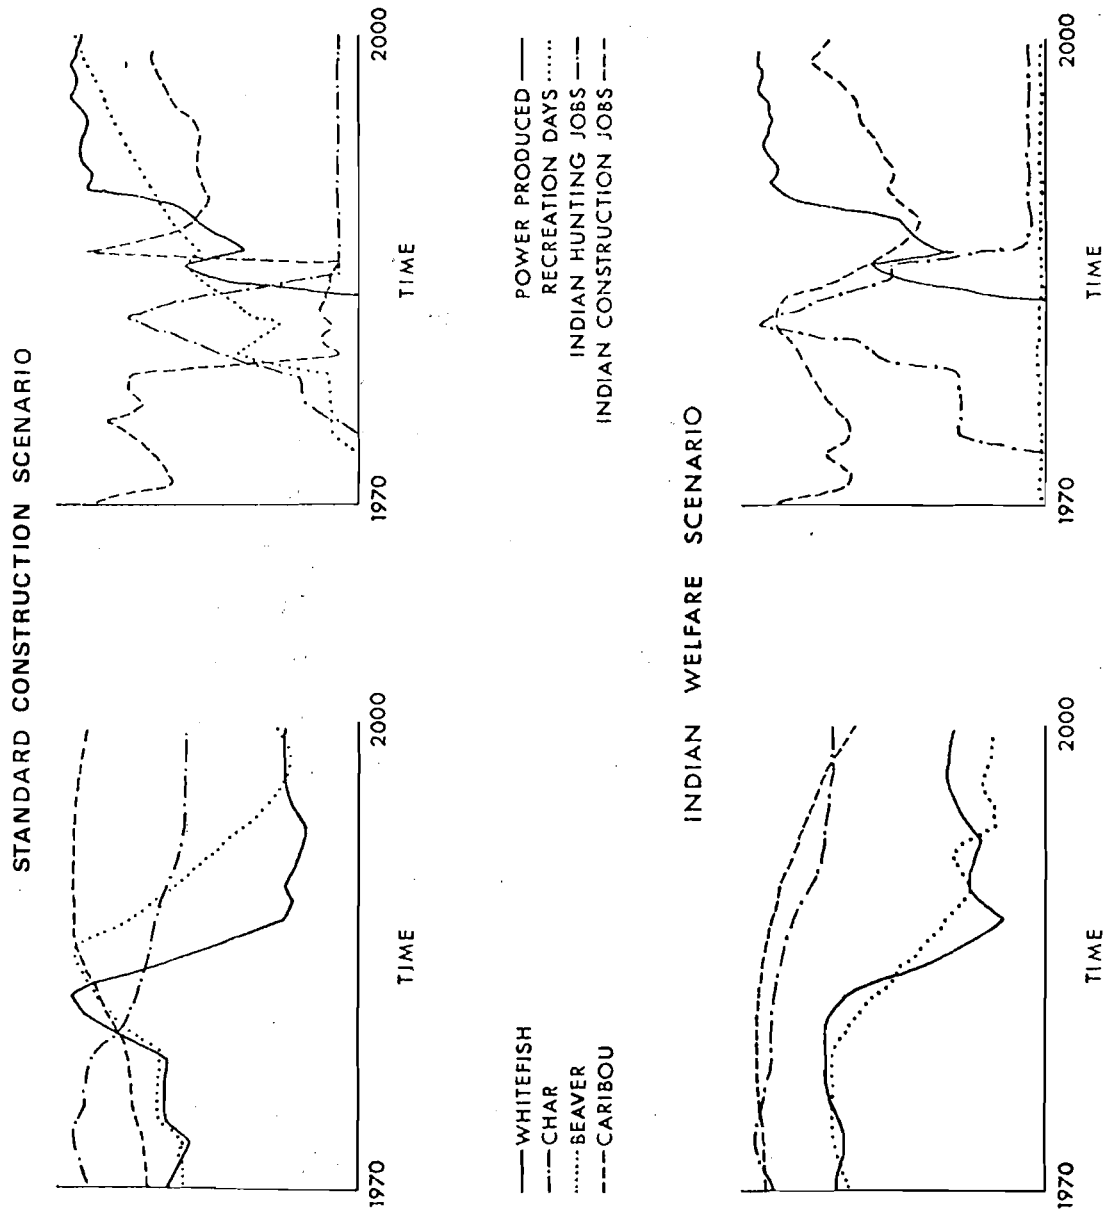 STANDARD CONSTRUCTION SCENARIO
1970
2000
TIME
1970
2000
TIME
WHITEFISH
CHAR
BEAVER
CARIBOU
POWER PRODUCED
RECREATION DAYS
INDIAN HUNTING JOBS
INDIAN CONSTRUCTION JOBS
INDIAN WELFARE SCENARIO
1970
2000
TIME
1970
2000
TIME